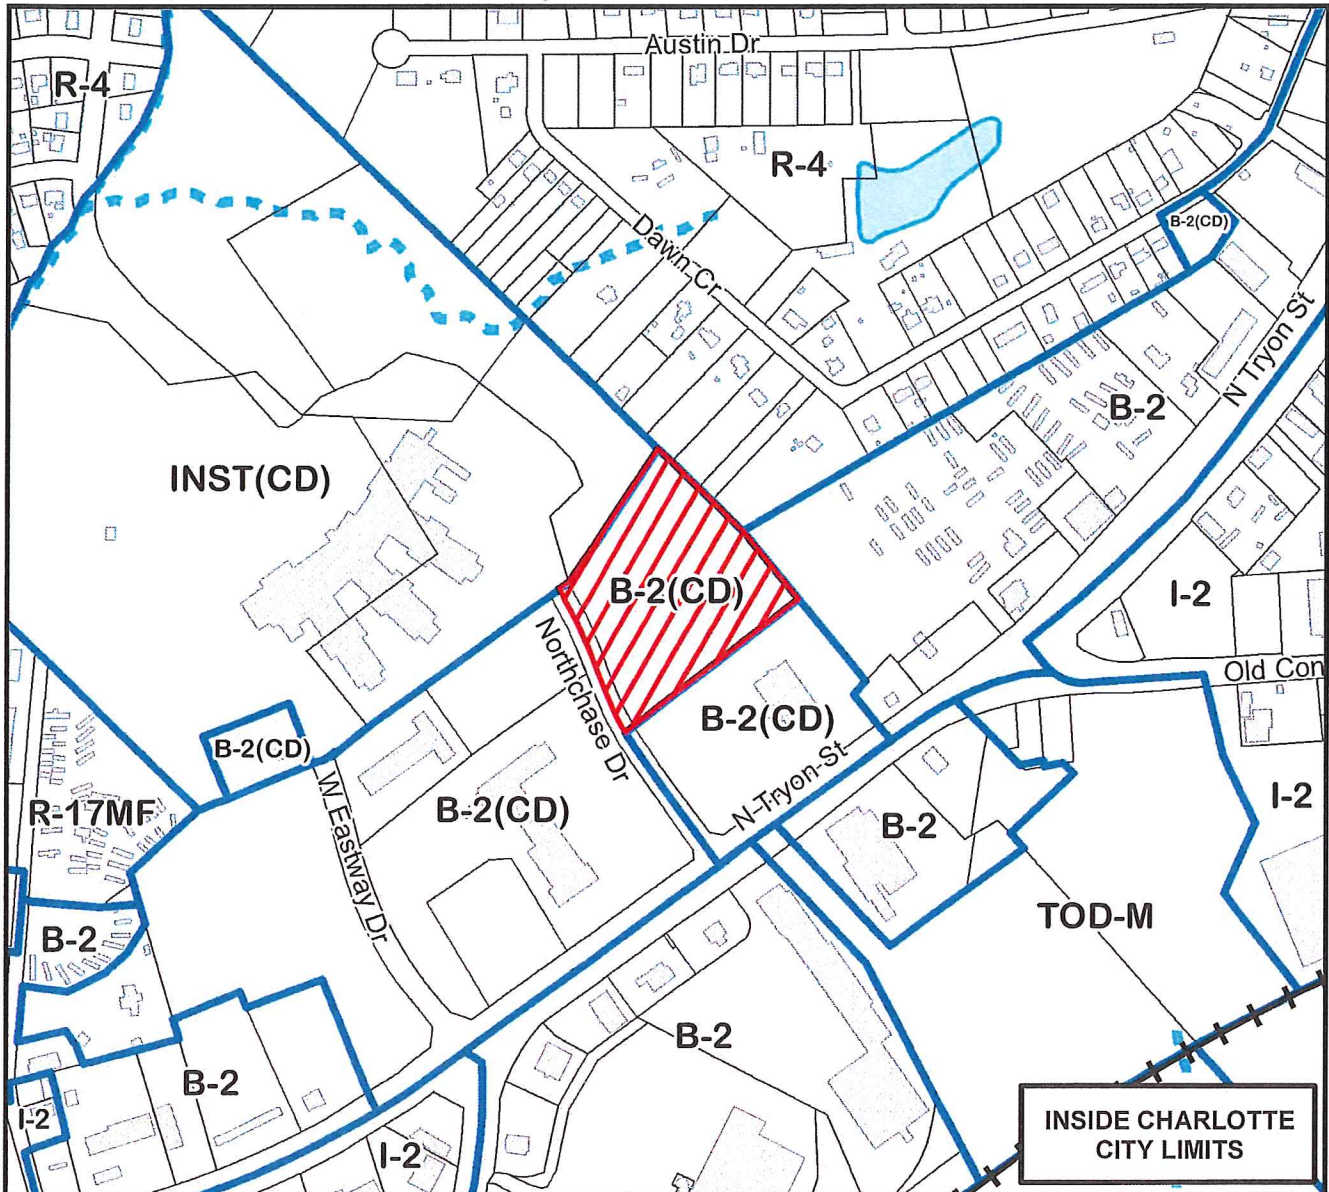 Austin Dr
R-4
R-4
B-2(CD)
Dawn Cr
N Tryon St
B-2
INST(CD)
B-2(CD)
I-2
Northchase Dr
Old Con
B-2(CD)
B-2(CD)
N Tryon St
R-17MF
B-2(CD)
I-2
W Eastway Dr
B-2
TOD-M
B-2
B-2
B-2
I-2
I-2
INSIDE CHARLOTTE
CITY LIMITS